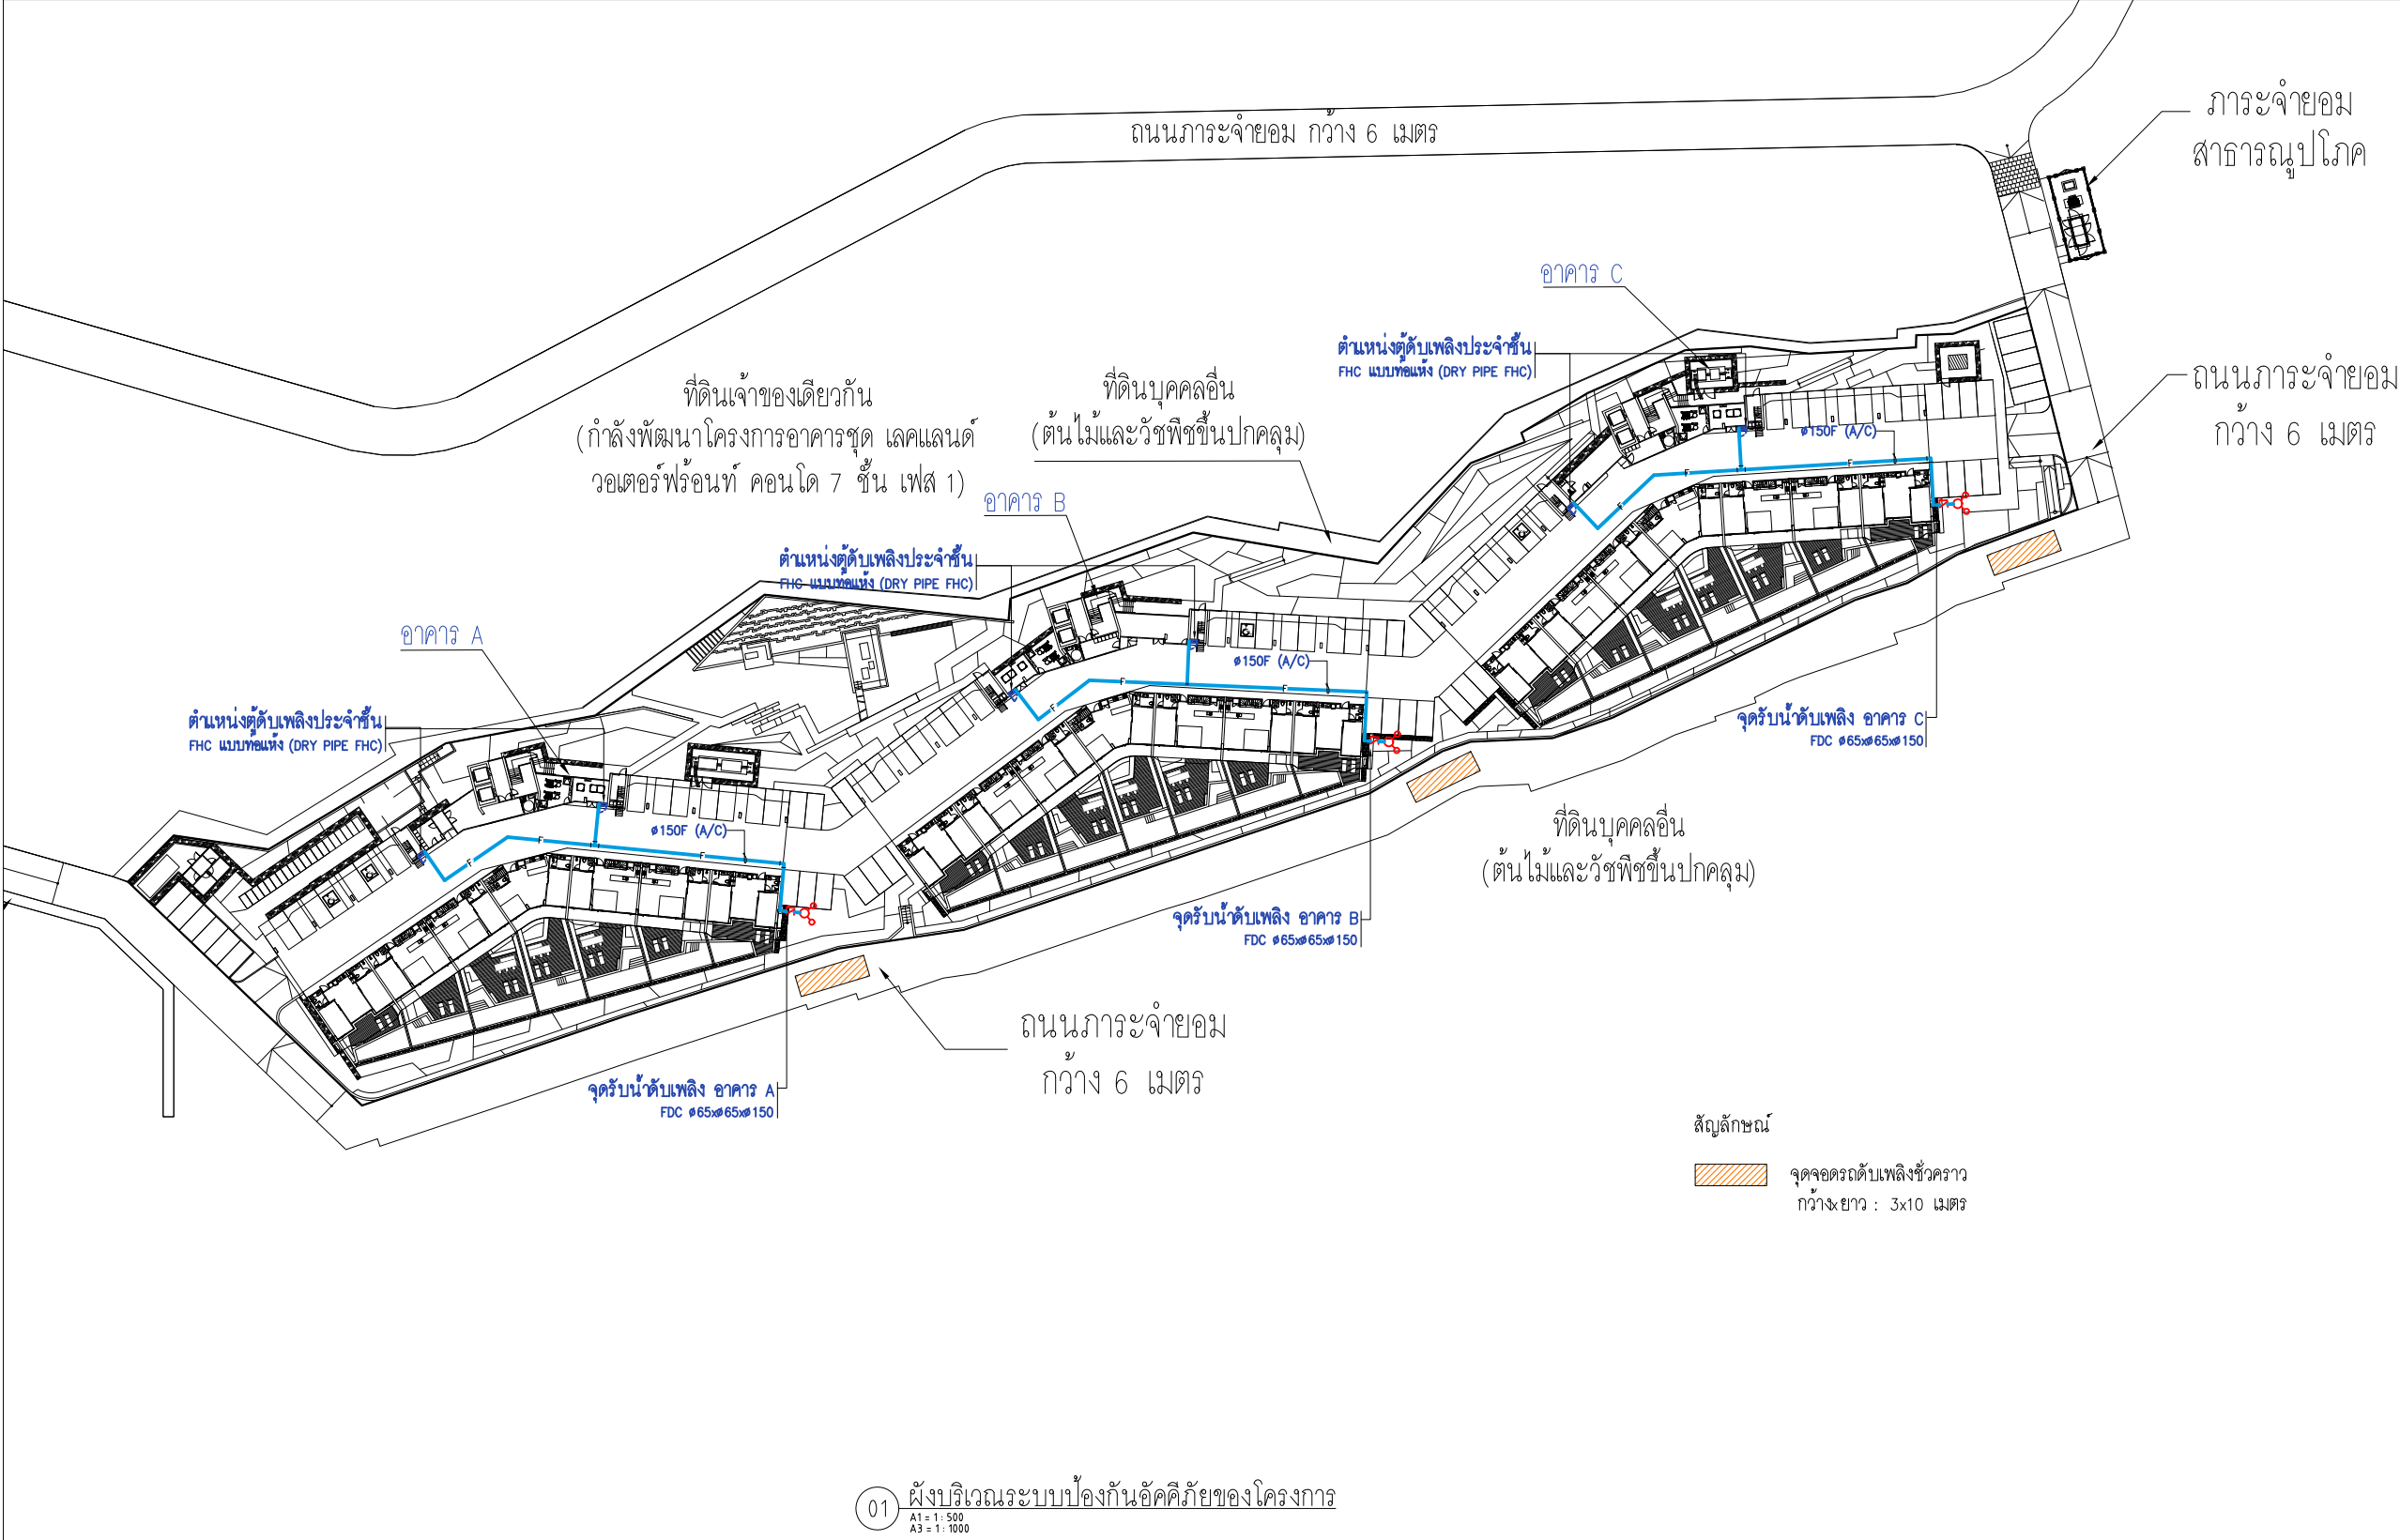 ถนนภาระจำยอม กว้าง 6 เมตร
ภาระจำยอม
สาธารณูปโภค
อาคาร C
ตำแหน่งตู้ดับเพลิงประจำชั้น
FHC แบบท่อแห้ง (DRY PIPE FHC)
ถนนภาระจำยอม
กว้าง 6 เมตร
ที่ดินเจ้าของเดียวกัน
(กำลังพัฒนาโครงการอาคารชุด เลคแลนด์
วอเตอร์ฟร้อนท์ คอนโด 7 ชั้น เฟส 1)
ที่ดินบุคคลอื่น
(ต้นไม้และวัชพืชขึ้นปกคลุม)
ø150F (A/C)
อาคาร B
ตำแหน่งตู้ดับเพลิงประจำชั้น
FHC แบบท่อแห้ง (DRY PIPE FHC)
อาคาร A
ø150F (A/C)
ตำแหน่งตู้ดับเพลิงประจำชั้น
FHC แบบท่อแห้ง (DRY PIPE FHC)
จุดรับน้ำดับเพลิง อาคาร C
FDC ø65xø65xø150
ø150F (A/C)
ที่ดินบุคคลอื่น
(ต้นไม้และวัชพืชขึ้นปกคลุม)
จุดรับน้ำดับเพลิง อาคาร B
FDC ø65xø65xø150
ถนนภาระจำยอม
กว้าง 6 เมตร
จุดรับน้ำดับเพลิง อาคาร A
FDC ø65xø65xø150
สัญลักษณ์
จุดจอดรถดับเพลิงชั่วคราว
กว้างxยาว : 3x10 เมตร
01 ผังบริเวณระบบป้องกันอัคคีภัยของโครงการ
A1 = 1 : 500
A3 = 1 : 1000